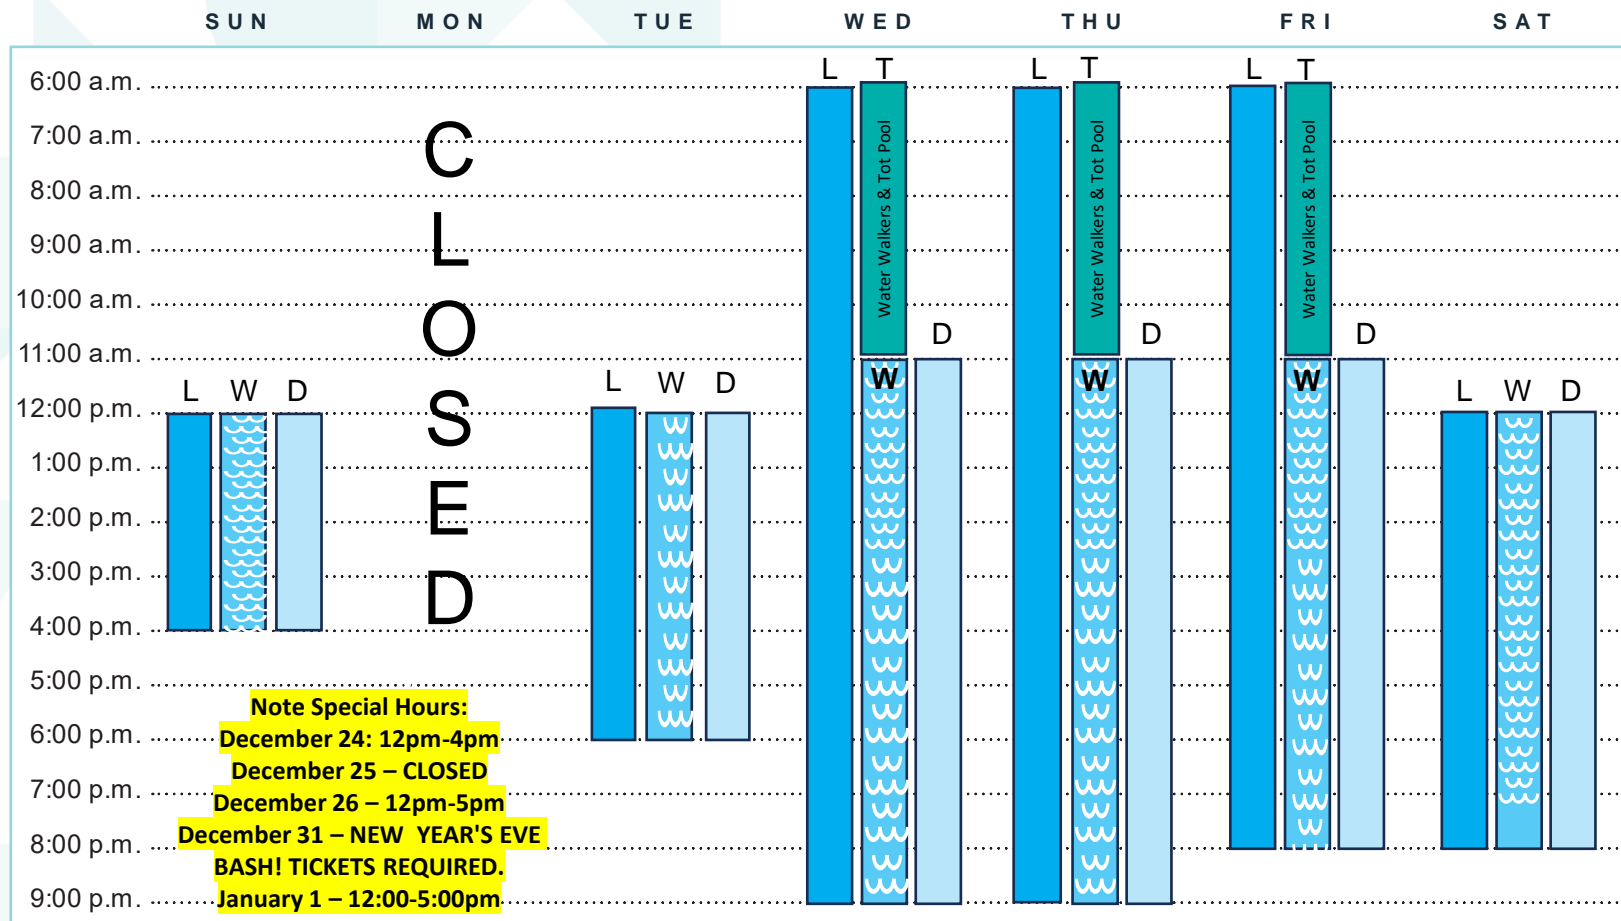 SUN MON TUE WED THU FRI SAT
6:00 a.m.
7:00 a.m.
8:00 a.m.
9:00 a.m.
10:00 a.m.
11:00 a.m.
12:00 p.m.
1:00 p.m.
2:00 p.m.
3:00 p.m.
4:00 p.m.
5:00 p.m.
6:00 p.m.
7:00 p.m.
8:00 p.m.
9:00 p.m.
L W D
C
L
O
S
E
D
L W D
L T
Water Walkers & Tot Pool
D
W
L T
Water Walkers & Tot Pool
D
W
L T
Water Walkers & Tot Pool
D
W
L W D
Note Special Hours:
December 24: 12pm-4pm
December 25 – CLOSED
December 26 – 12pm-5pm
December 31 – NEW YEAR'S EVE
BASH! TICKETS REQUIRED.
January 1 – 12:00-5:00pm